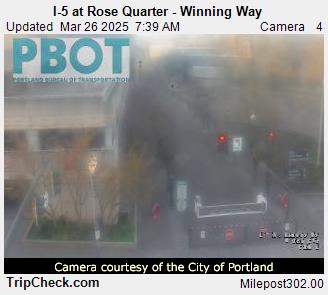 I-5 at Rose Quarter - Winning Way
Updated Mar 26 2025 7:39 AM Camera 4
PBOT
PORTLAND BUREAU OF TRANSPORTATION
Camera courtesy of the City of Portland
TripCheck.com Milepost302.00